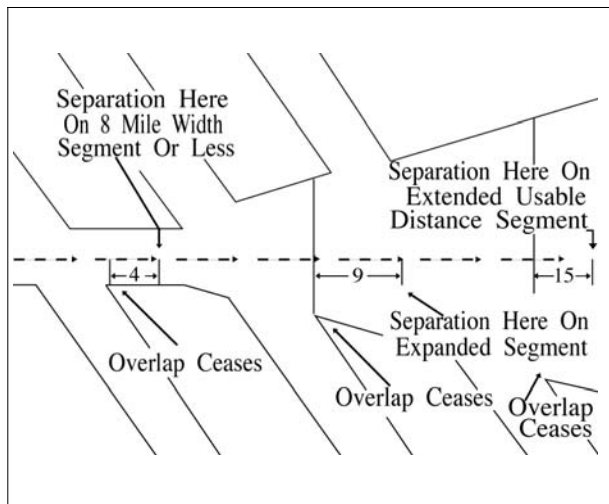 Separation Here
On 8 Mile Width
Segment Or Less
Separation Here On
Extended Usable
Distance Segment
4
9
15
Separation Here On
Expanded Segment
Overlap Ceases
Overlap Ceases
Overlap
Ceases